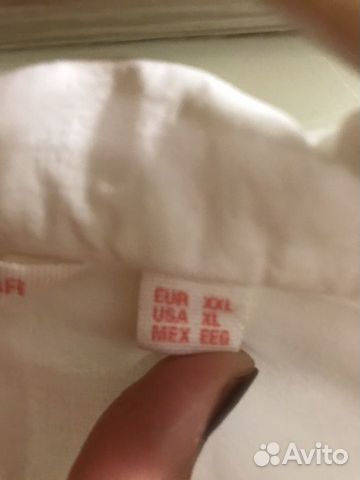 EUR XXL
USA XL
MEX EEG
Avito